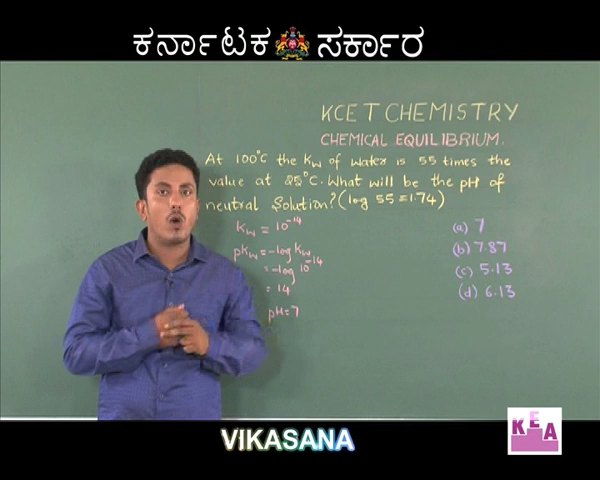 ಕರ್ನಾಟಕ ಸರ್ಕಾರ
KCET CHEMISTRY
CHEMICAL EQUILIBRIUM.
At 100°C the Kw of water is 55 times the
value at 25°C. What will be the pH of
neutral solution? (log 55 = 1.74)
Kw = 10⁻¹⁴
pKw = -log Kw
= -log 10⁻¹⁴
= 14
pH = 7
(a) 7
(b) 7.87
(c) 5.13
(d) 6.13
VIKASANA
KEA